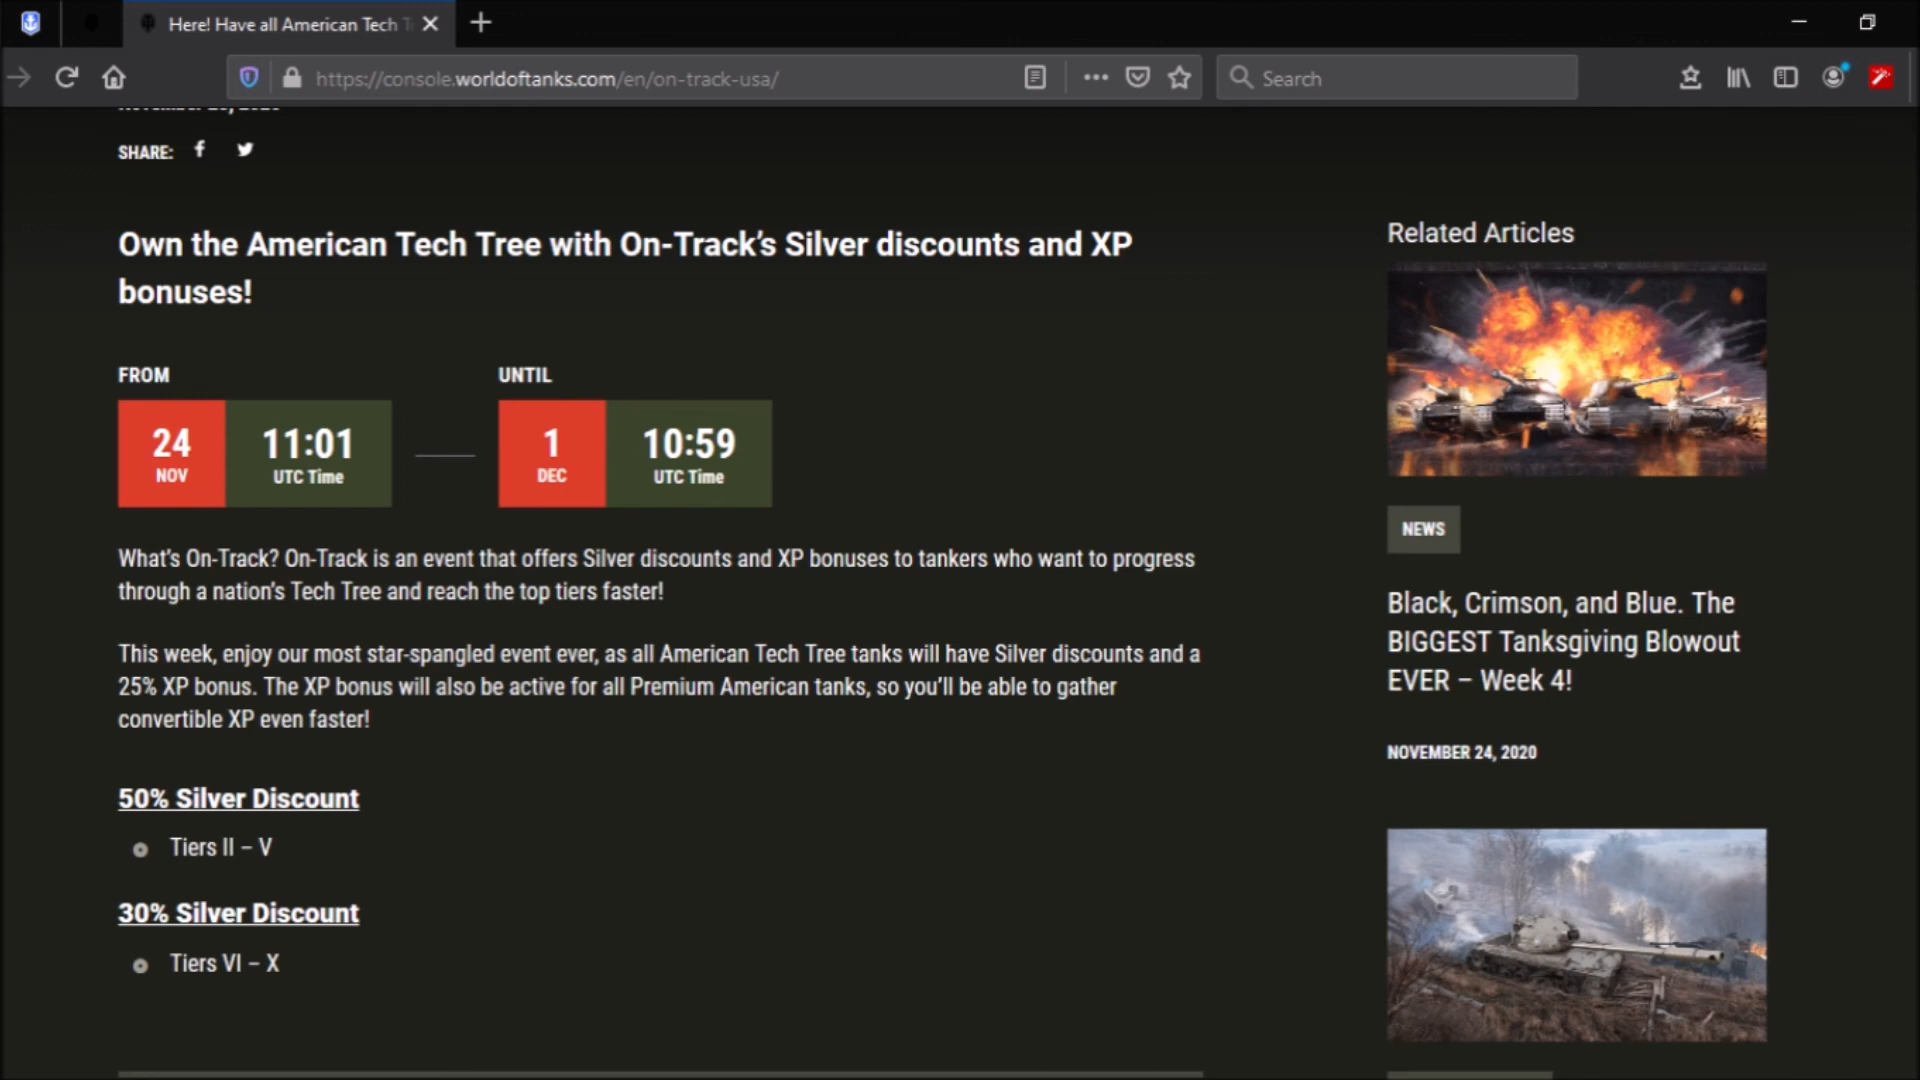 Here! Have all American Tech
https://console.worldoftanks.com/en/on-track-usa/
Search
SHARE:
Own the American Tech Tree with On-Track’s Silver discounts and XP
bonuses!
FROM
UNTIL
24
NOV
11:01
UTC Time
1
DEC
10:59
UTC Time
What’s On-Track? On-Track is an event that offers Silver discounts and XP bonuses to tankers who want to progress
through a nation’s Tech Tree and reach the top tiers faster!
This week, enjoy our most star-spangled event ever, as all American Tech Tree tanks will have Silver discounts and a
25% XP bonus. The XP bonus will also be active for all Premium American tanks, so you’ll be able to gather
convertible XP even faster!
50% Silver Discount
Tiers II – V
30% Silver Discount
Tiers VI – X
Related Articles
NEWS
Black, Crimson, and Blue. The
BIGGEST Tanksgiving Blowout
EVER – Week 4!
NOVEMBER 24, 2020